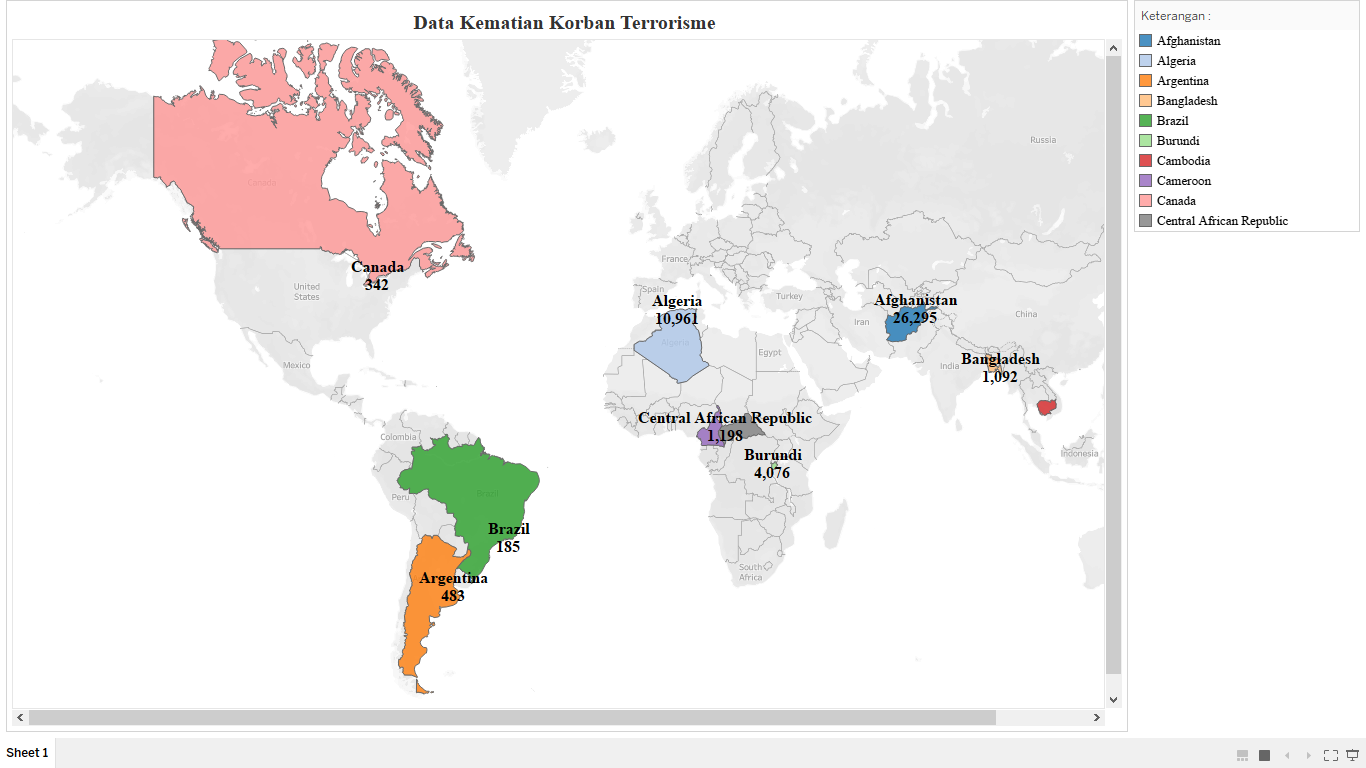 Data Kematian Korban Terrorisme
Keterangan :
Afghanistan
Algeria
Argentina
Bangladesh
Brazil
Burundi
Cambodia
Cameroon
Canada
Central African Republic
Russia
Canada
Canada
342
United
States
Mexico
France
Spain
Turkey
Algeria
10,961
Algeria
Egypt
Iran
Afghanistan
26,295
China
India
Bangladesh
1,092
Central African Republic
1,198
Burundi
4,076
Indonesia
Colombia
Peru
Brazil
Brazil
185
Argentina
483
South
Africa
Sheet 1